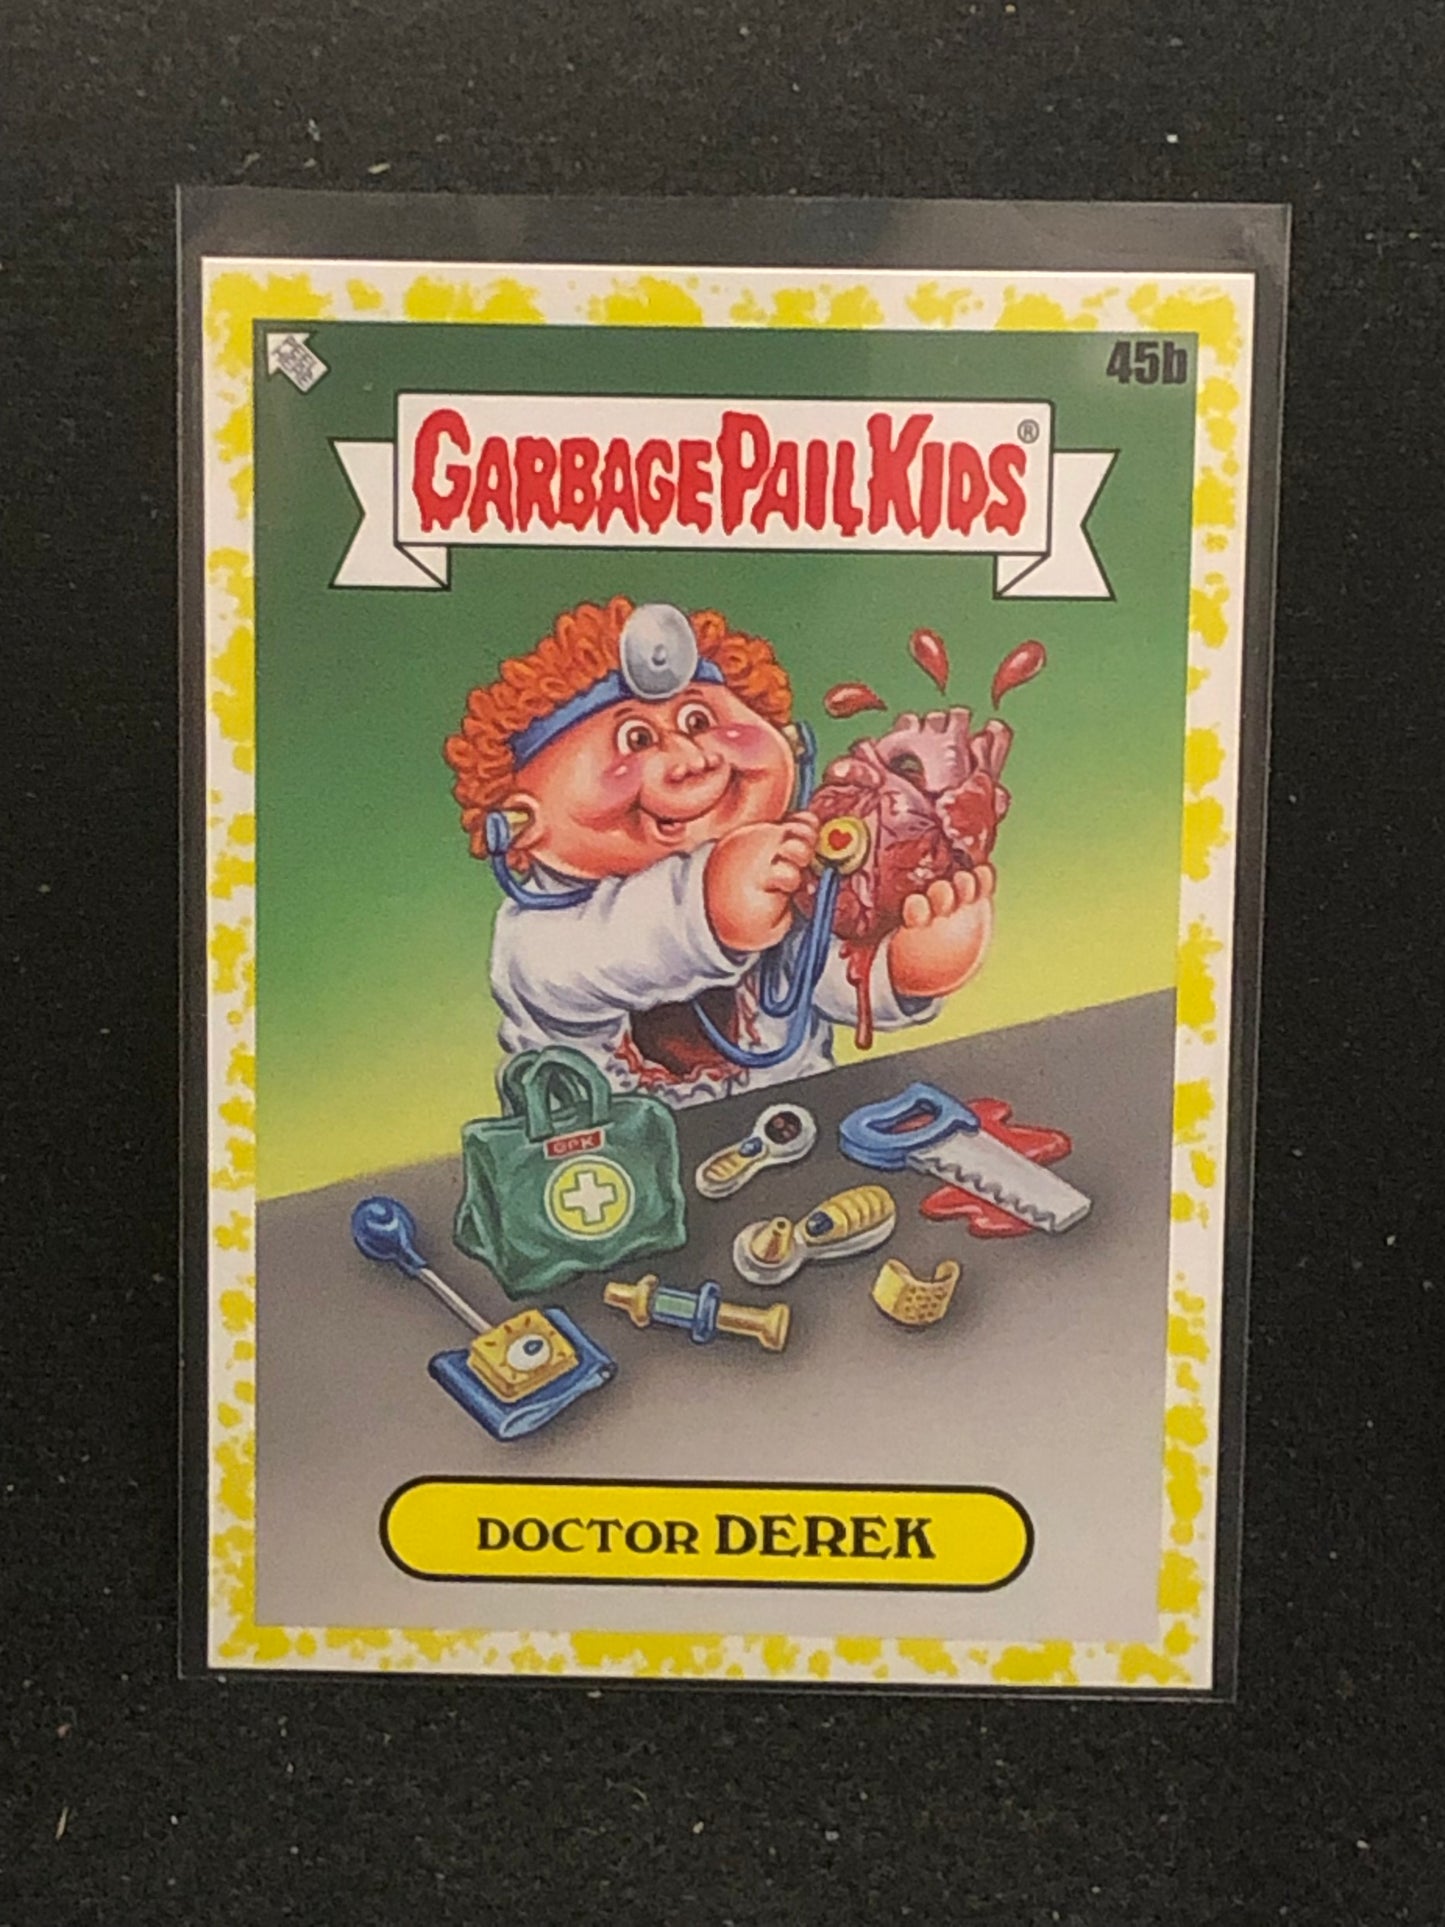 45b
GARBAGE PAIL KIDS®
GPK
DOCTOR DEREK